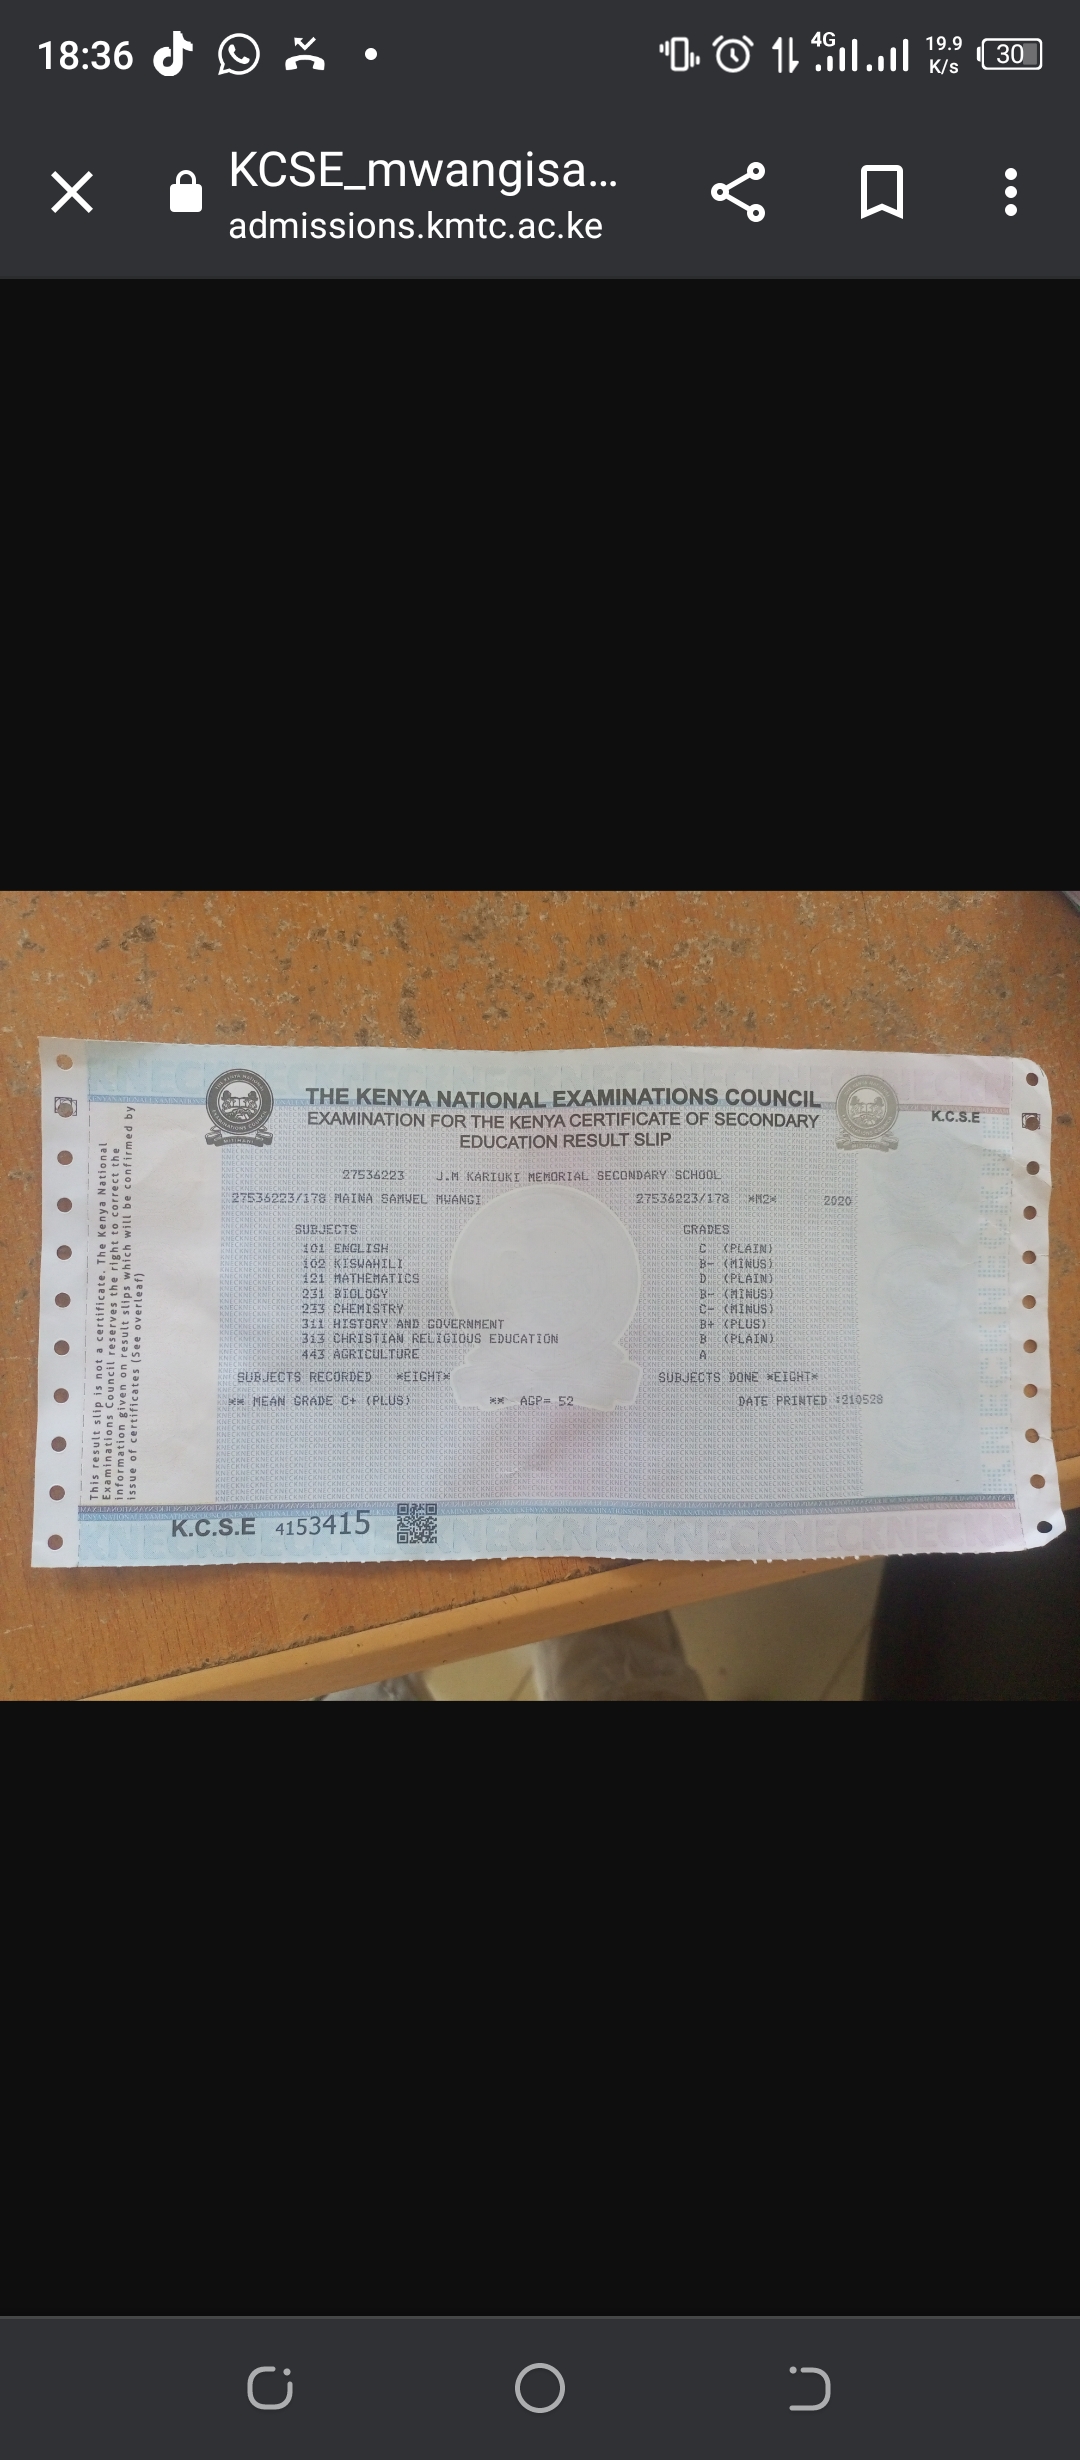 18:36
4G
19.9
K/s
30
KCSE_mwangisa...
admissions.kmtc.ac.ke
THE KENYA NATIONAL EXAMINATIONS COUNCIL
EXAMINATION FOR THE KENYA CERTIFICATE OF SECONDARY
EDUCATION RESULT SLIP
K.C.S.E
27536223 J.M KARIUKI MEMORIAL SECONDARY SCHOOL
27536223/178 MAINA SAMWEL MWANGI 27536223/178 *M2* 2020
SUBJECTS GRADES
101 ENGLISH C (PLAIN)
102 KISWAHILI B- (MINUS)
121 MATHEMATICS D (PLAIN)
231 BIOLOGY B- (MINUS)
233 CHEMISTRY C- (MINUS)
311 HISTORY AND GOVERNMENT B+ (PLUS)
313 CHRISTIAN RELIGIOUS EDUCATION B (PLAIN)
443 AGRICULTURE A
SUBJECTS RECORDED *EIGHT* SUBJECTS DONE *EIGHT*
** MEAN GRADE C+ (PLUS) ** AGP= 52 DATE PRINTED :210528
K.C.S.E 4153415
This result slip is not a certificate. The Kenya National
Examinations Council reserves the right to correct the
information given on result slips which will be confirmed by
issue of certificates (See overleaf)